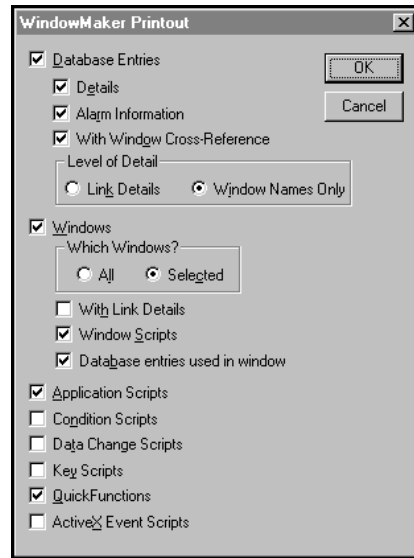 WindowMaker Printout
Database Entries
OK
Details
Cancel
Alarm Information
With Window Cross-Reference
Level of Detail
Link Details Window Names Only
Windows
Which Windows?
All Selected
With Link Details
Window Scripts
Database entries used in window
Application Scripts
Condition Scripts
Data Change Scripts
Key Scripts
QuickFunctions
ActiveX Event Scripts